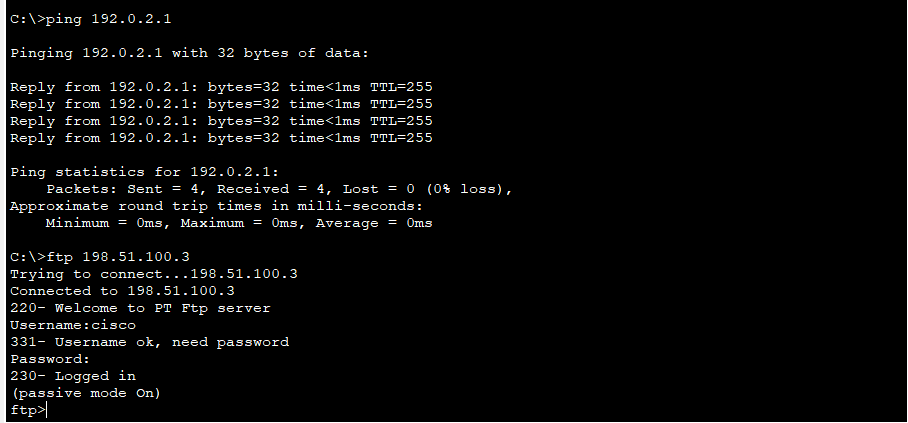 C:\>ping 192.0.2.1
Pinging 192.0.2.1 with 32 bytes of data:
Reply from 192.0.2.1: bytes=32 time<1ms TTL=255
Reply from 192.0.2.1: bytes=32 time<1ms TTL=255
Reply from 192.0.2.1: bytes=32 time<1ms TTL=255
Reply from 192.0.2.1: bytes=32 time<1ms TTL=255
Ping statistics for 192.0.2.1:
    Packets: Sent = 4, Received = 4, Lost = 0 (0% loss),
Approximate round trip times in milli-seconds:
    Minimum = 0ms, Maximum = 0ms, Average = 0ms
C:\>ftp 198.51.100.3
Trying to connect...198.51.100.3
Connected to 198.51.100.3
220- Welcome to PT Ftp server
Username:cisco
331- Username ok, need password
Password:
230- Logged in
(passive mode On)
ftp>